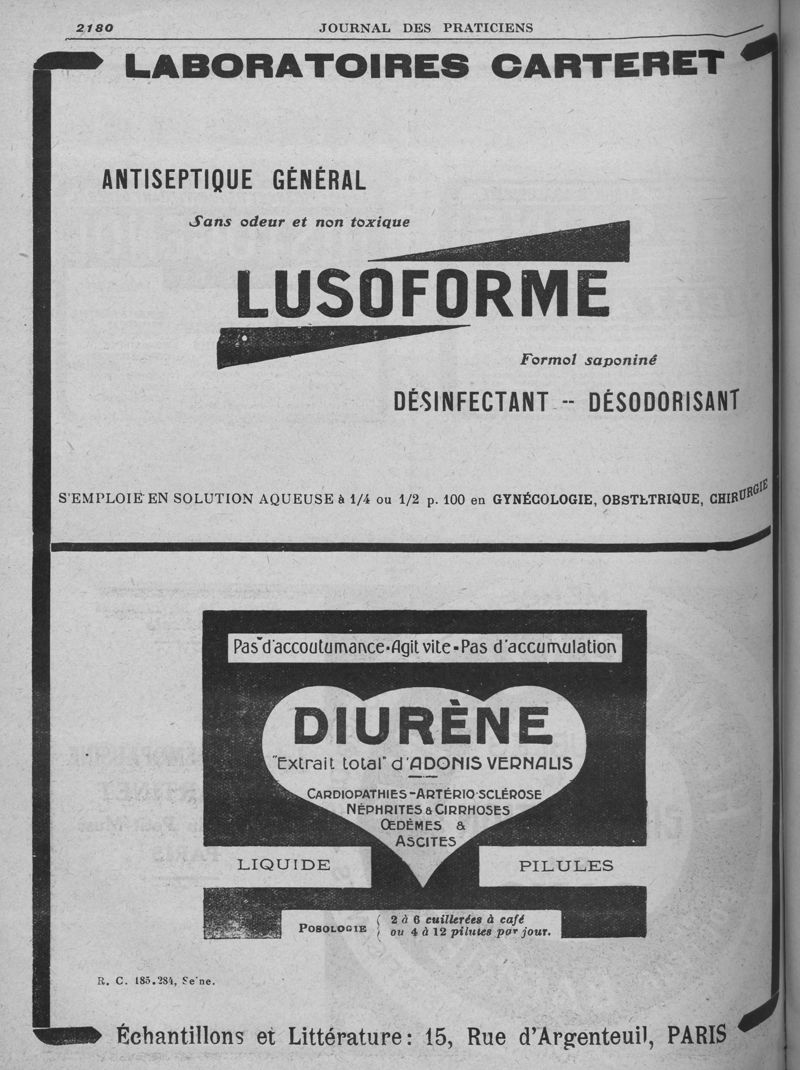 2180 JOURNAL DES PRATICIENS
LABORATOIRES CARTERET
ANTISEPTIQUE GÉNÉRAL
Sans odeur et non toxique
LUSOFORME
Formol saponiné
DÉSINFECTANT -- DÉSODORISANT
S'EMPLOIE EN SOLUTION AQUEUSE à 1/4 ou 1/2 p. 100 en GYNÉCOLOGIE, OBSTÉTRIQUE, CHIRURGIE
Pas d'accoutumance - Agit vite - Pas d'accumulation
DIURÈNE
"Extrait total" d'ADONIS VERNALIS
CARDIOPATHIES - ARTÉRIO-SCLÉROSE
NÉPHRITES & CIRRHOSES
ŒDÈMES &
ASCITES
LIQUIDE PILULES
POSOLOGIE { 2 à 6 cuillerées à café
ou 4 à 12 pilules par jour.
R. C. 185.284, Seine.
Échantillons et Littérature: 15, Rue d'Argenteuil, PARIS